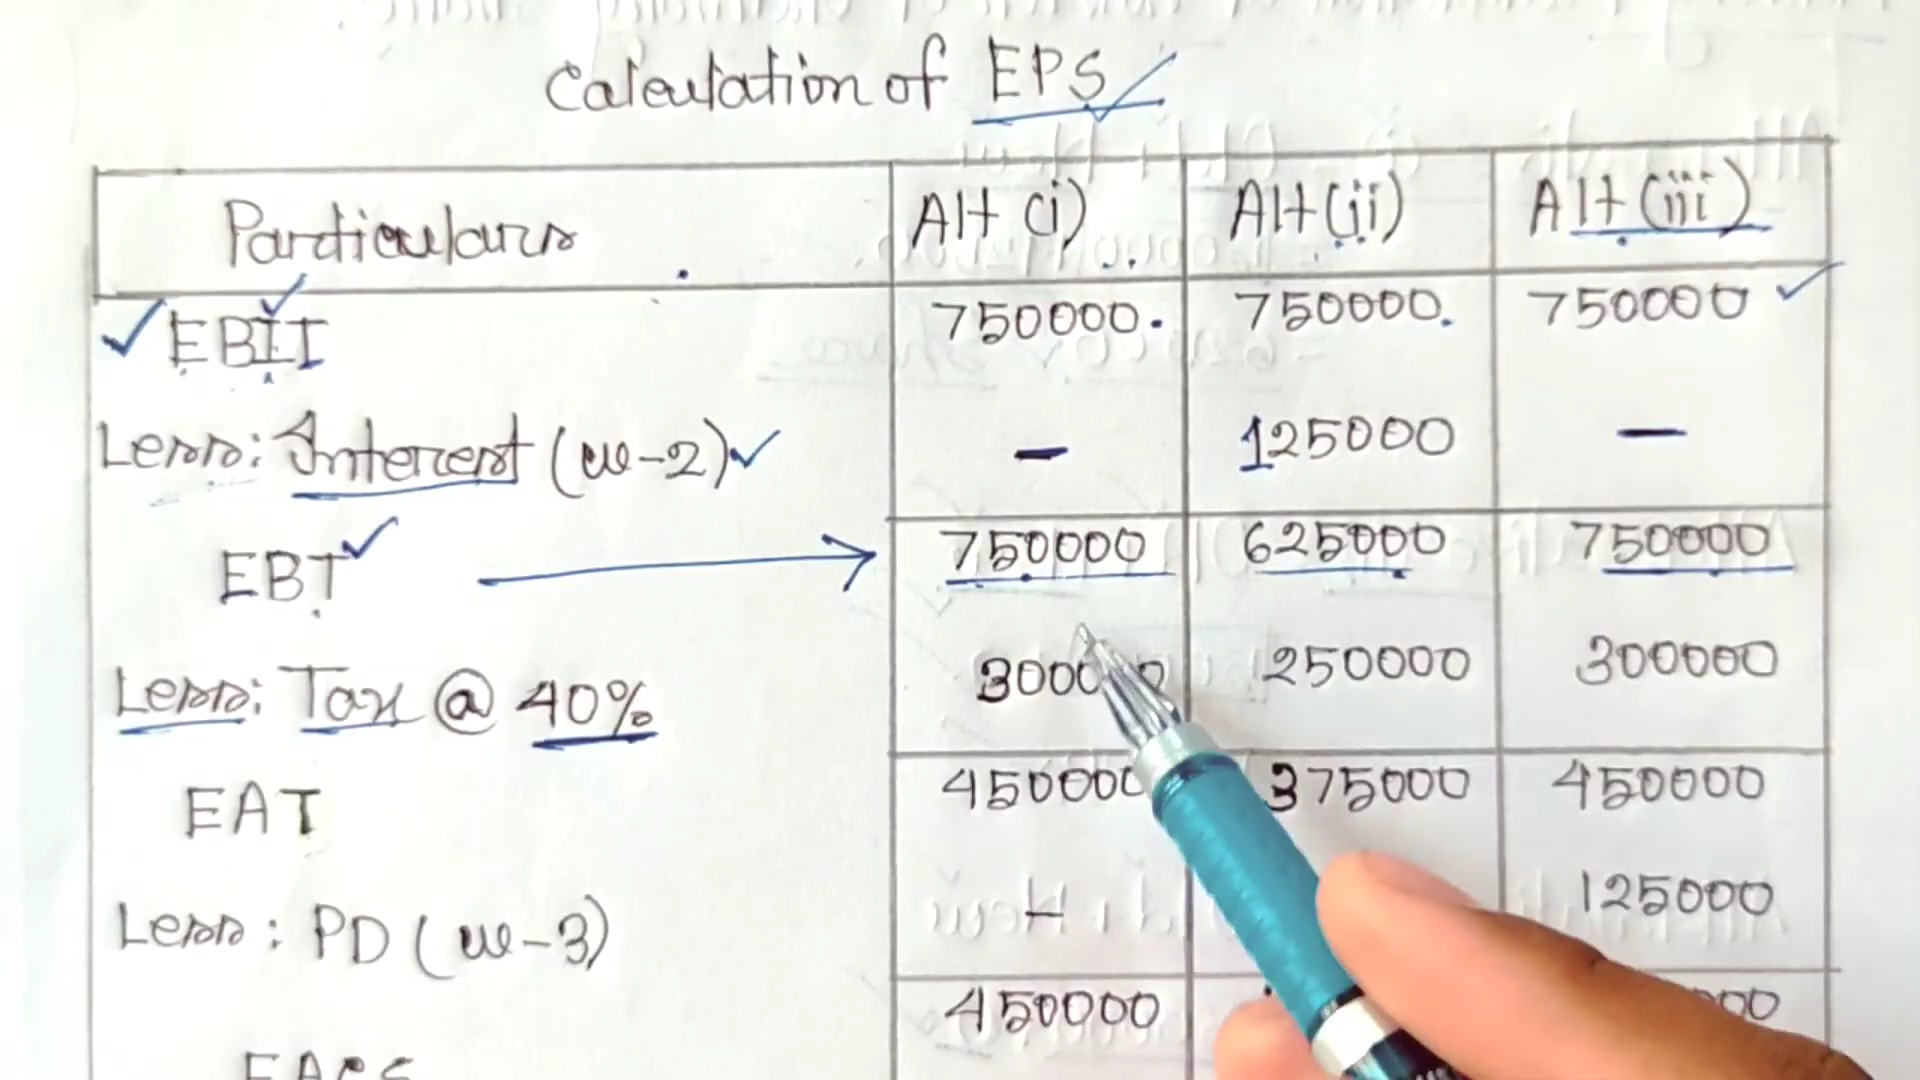 Calculation of EPS
Particulars Alt (i) Alt (ii) Alt (iii)
EBIT 750000 750000 750000
Less: Interest (w-2) — 125000 —
EBT 750000 625000 750000
Less: Tax @ 40% 300000 250000 300000
EAT 450000 375000 450000
Less: PD (w-3) — 125000
450000